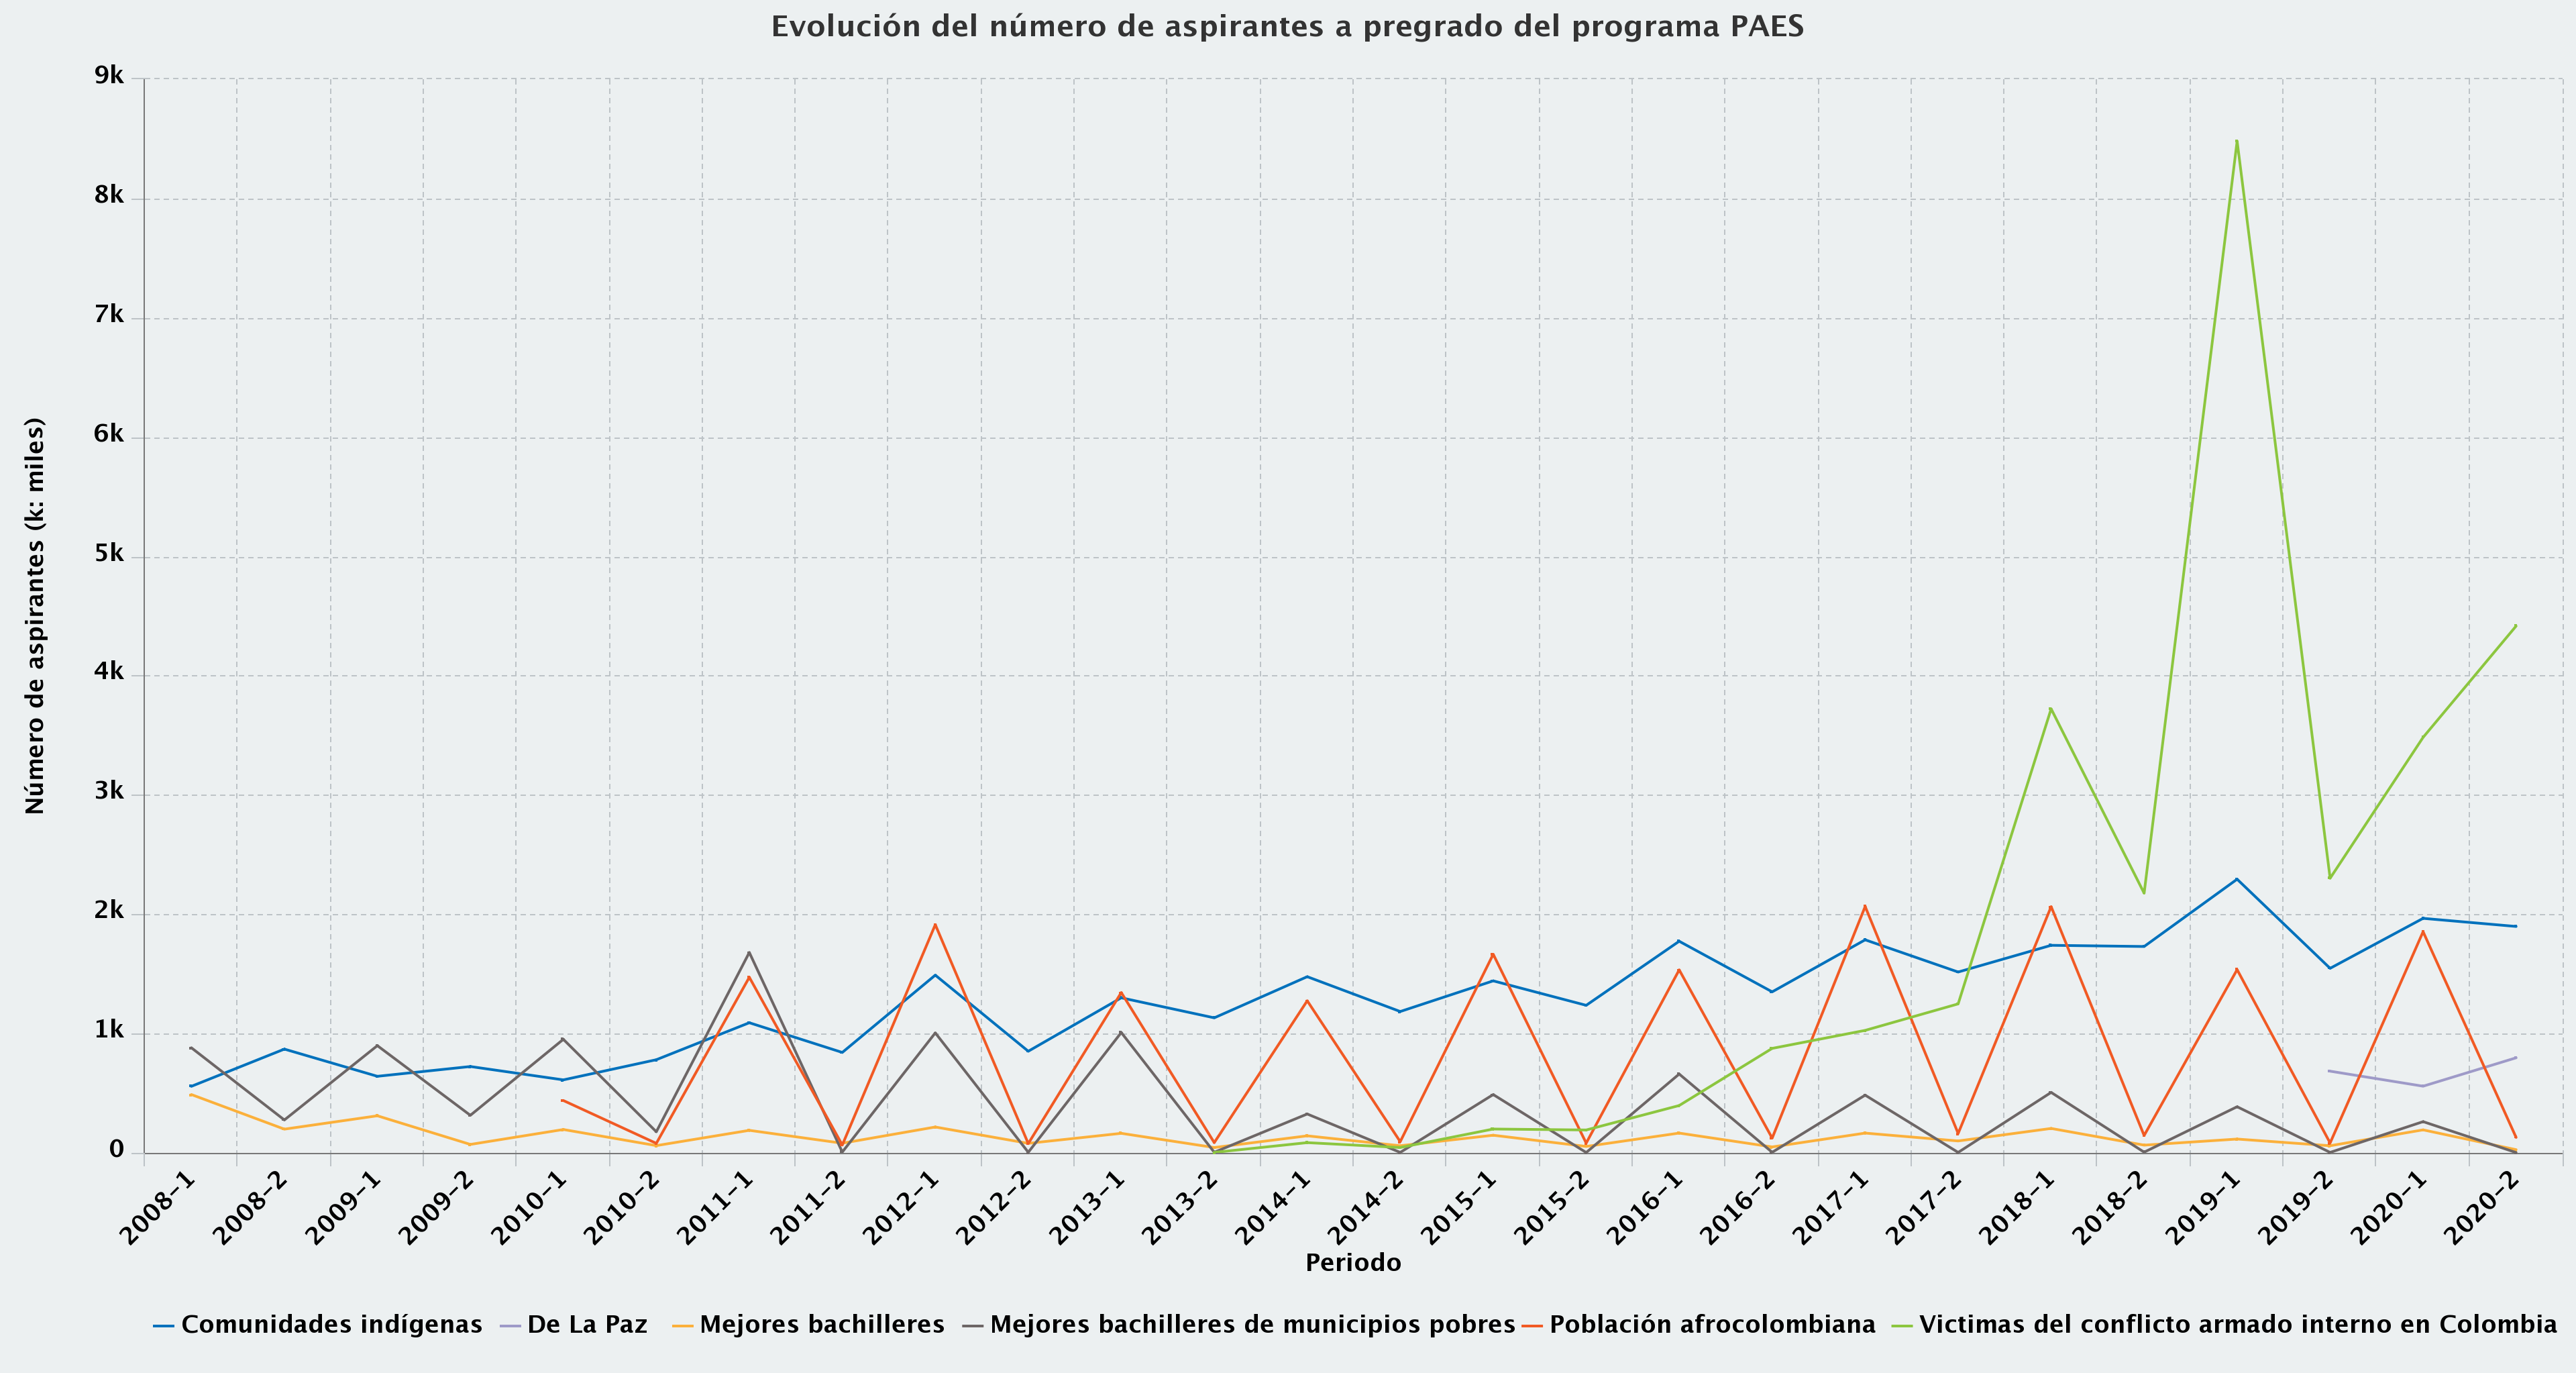 Evolución del número de aspirantes a pregrado del programa PAES
Número de aspirantes (k: miles)
9k
8k
7k
6k
5k
4k
3k
2k
1k
0
2008-1
2008-2
2009-1
2009-2
2010-1
2010-2
2011-1
2011-2
2012-1
2012-2
2013-1
2013-2
2014-1
2014-2
2015-1
2015-2
2016-1
2016-2
2017-1
2017-2
2018-1
2018-2
2019-1
2019-2
2020-1
2020-2
Periodo
Comunidades indígenas
De La Paz
Mejores bachilleres
Mejores bachilleres de municipios pobres
Población afrocolombiana
Victimas del conflicto armado interno en Colombia